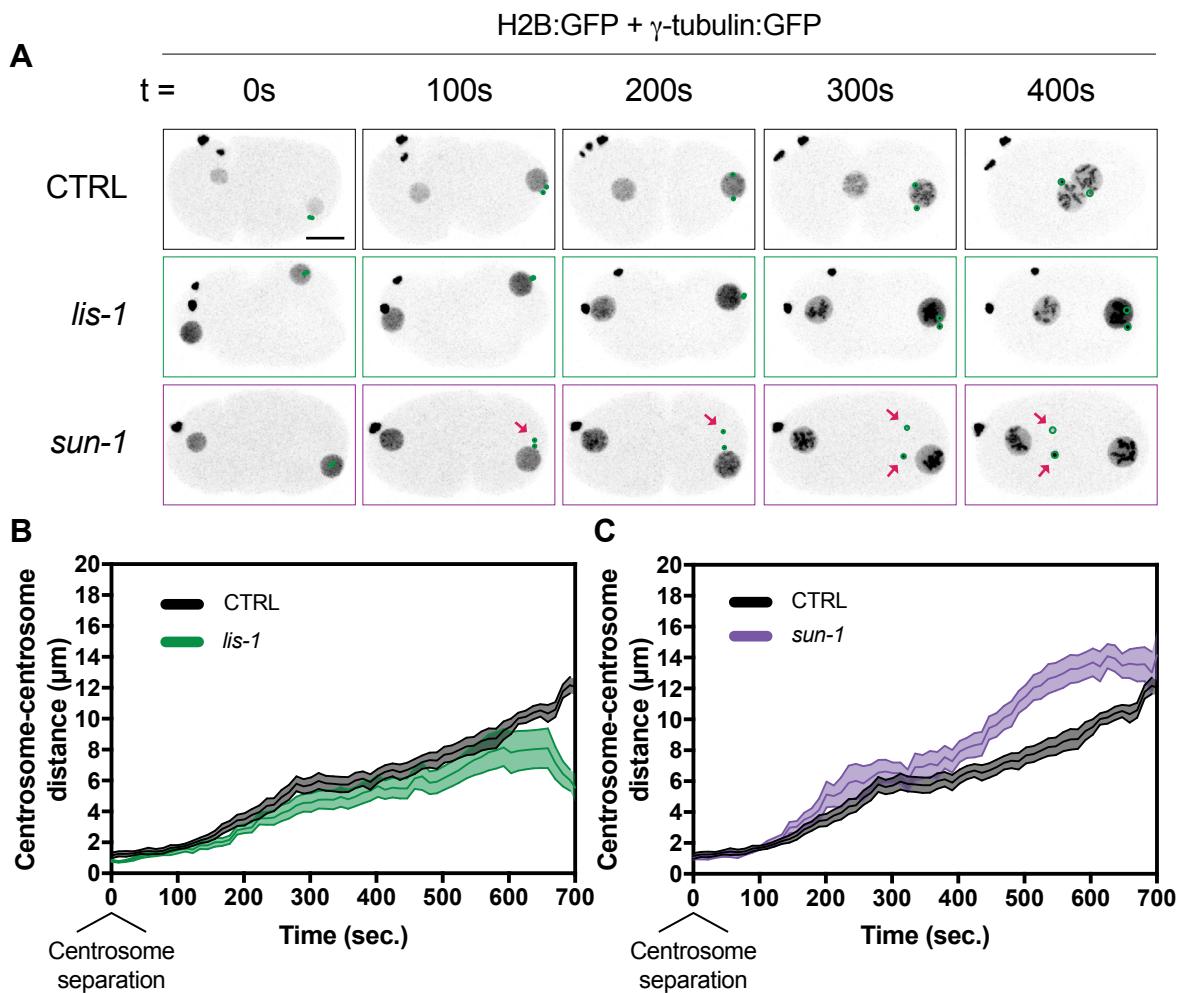 H2B:GFP + γ-tubulin:GFP
A
t = 0s 100s 200s 300s 400s
CTRL
lis-1
sun-1
B
Centrosome-centrosome
distance (µm)
20
18
16
14
12
10
8
6
4
2
0
CTRL
lis-1
0 100 200 300 400 500 600 700
Time (sec.)
Centrosome
separation
C
Centrosome-centrosome
distance (µm)
20
18
16
14
12
10
8
6
4
2
0
CTRL
sun-1
0 100 200 300 400 500 600 700
Time (sec.)
Centrosome
separation